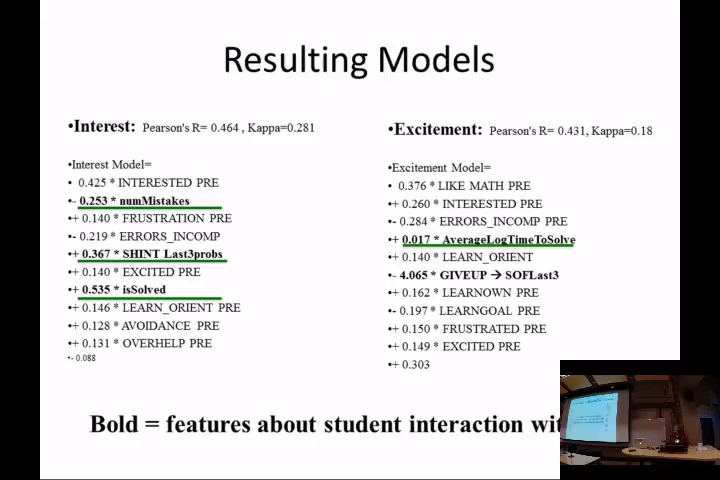 Resulting Models
•Interest: Pearson's R= 0.464 , Kappa=0.281
•Interest Model=
• 0.425 * INTERESTED PRE
•- 0.253 * numMistakes
•+ 0.140 * FRUSTRATION PRE
•- 0.219 * ERRORS_INCOMP
•+ 0.367 * SHINT Last3probs
•+ 0.140 * EXCITED PRE
•+ 0.535 * isSolved
•+ 0.146 * LEARN_ORIENT PRE
•+ 0.128 * AVOIDANCE PRE
•+ 0.131 * OVERHELP PRE
•- 0.088
•Excitement: Pearson's R= 0.431, Kappa=0.18
•Excitement Model=
• 0.376 * LIKE MATH PRE
•+ 0.260 * INTERESTED PRE
•- 0.284 * ERRORS_INCOMP PRE
•+ 0.017 * AverageLogTimeToSolve
•+ 0.140 * LEARN_ORIENT
•- 4.065 * GIVEUP → SOFLast3
•+ 0.162 * LEARNOWN PRE
•- 0.197 * LEARNGOAL PRE
•+ 0.150 * FRUSTRATED PRE
•+ 0.149 * EXCITED PRE
•+ 0.303
Bold = features about student interaction wit